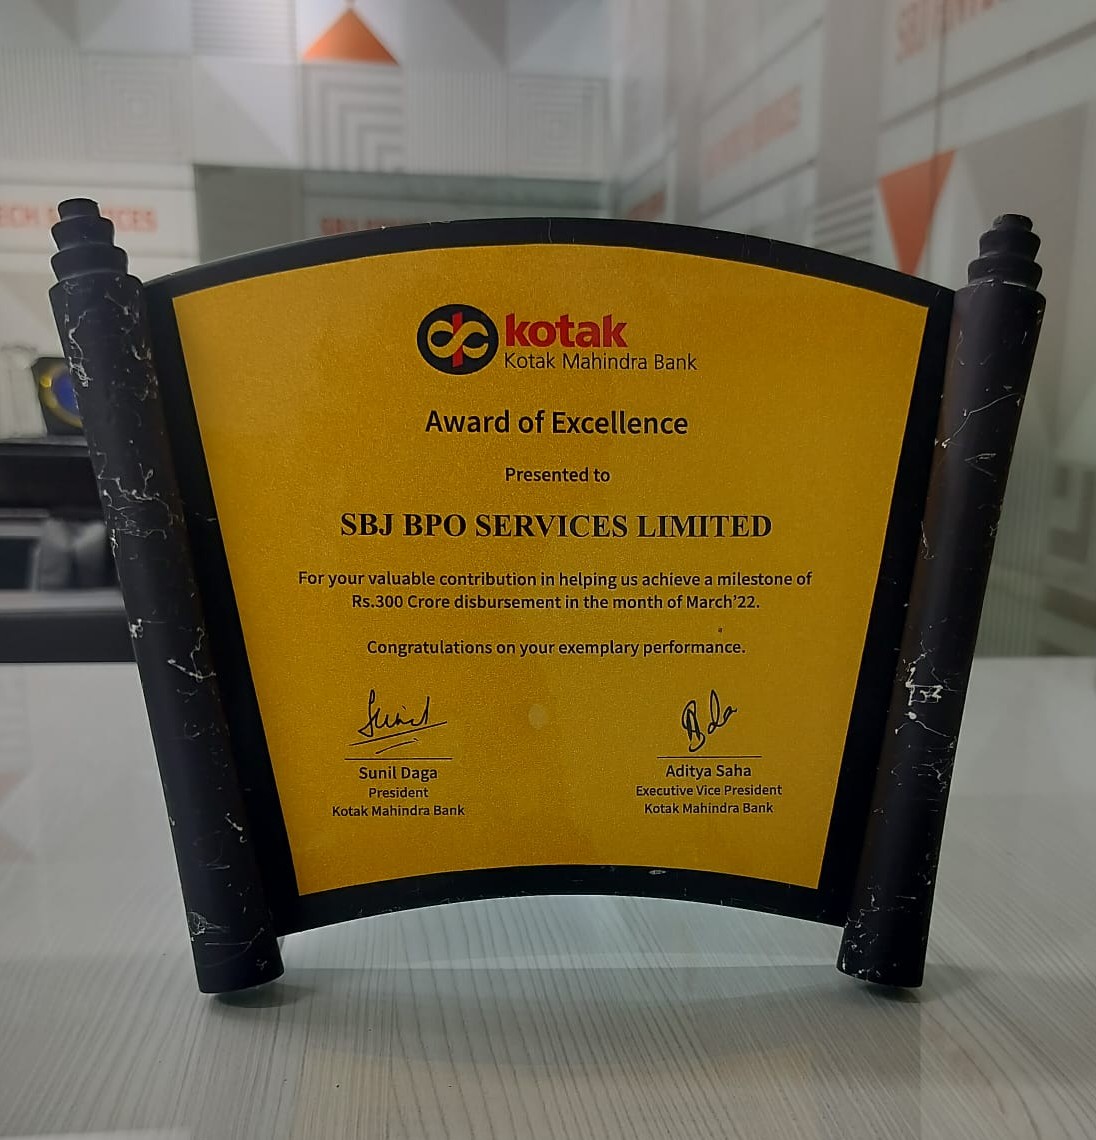 kotak
Kotak Mahindra Bank
Award of Excellence
Presented to
SBJ BPO SERVICES LIMITED
For your valuable contribution in helping us achieve a milestone of
Rs.300 Crore disbursement in the month of March'22.
Congratulations on your exemplary performance.
Sunil Daga
President
Kotak Mahindra Bank
Aditya Saha
Executive Vice President
Kotak Mahindra Bank